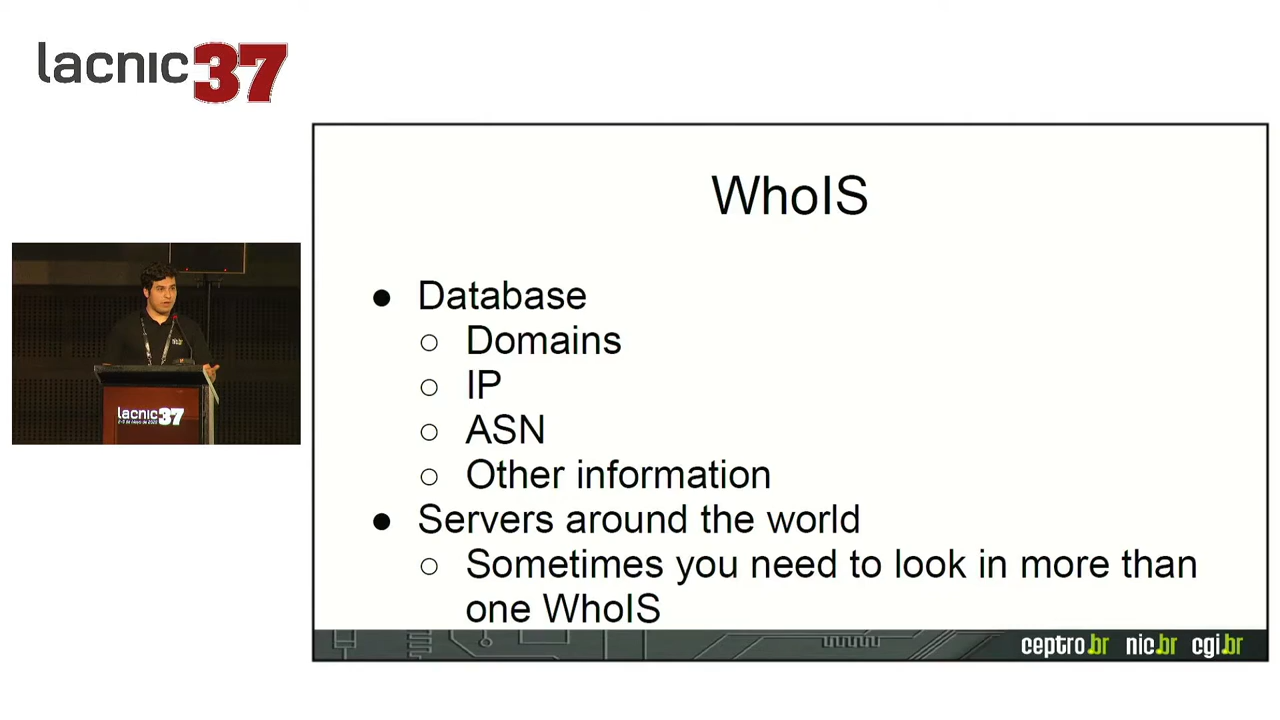 lacnic37
WhoIS
● Database
○ Domains
○ IP
○ ASN
○ Other information
● Servers around the world
○ Sometimes you need to look in more than
one WhoIS
ceptro.br nic.br cgi.br
lacnic37